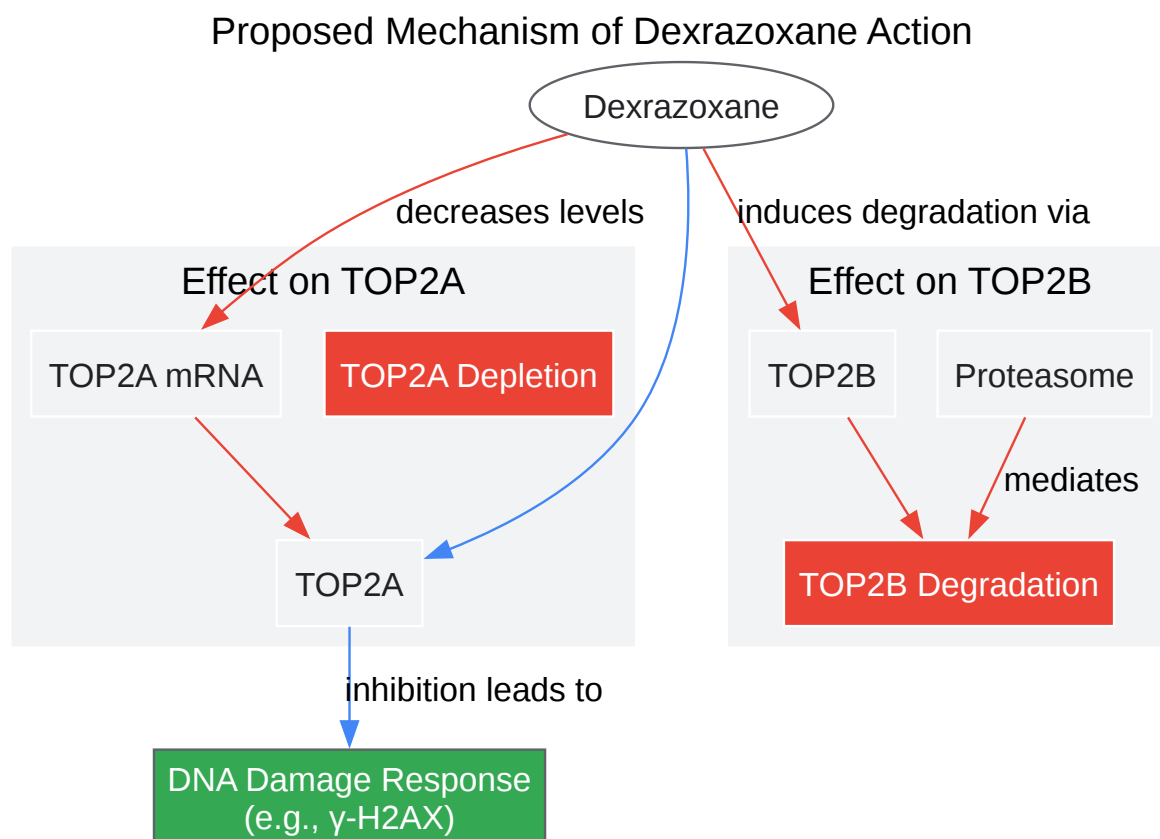 Proposed Mechanism of Dexrazoxane Action
Dexrazoxane
decreases levels
induces degradation via
Effect on TOP2A
Effect on TOP2B
TOP2A mRNA
TOP2A Depletion
TOP2B
Proteasome
mediates
TOP2A
TOP2B Degradation
inhibition leads to
DNA Damage Response
(e.g., γ-H2AX)